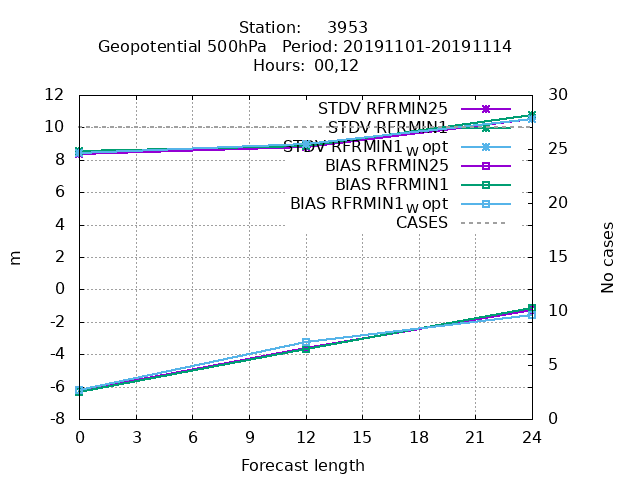 Station: 3953
Geopotential 500hPa Period: 20191101-20191114
Hours: 00,12
12 30
STDV RFRMIN25
10 STDV RFRMIN1
25
STDV RFRMIN1w opt
8
BIAS RFRMIN25
6 BIAS RFRMIN1
BIAS RFRMIN1w opt 20
4 CASES
2 15
0
-2 10
-4
5
-6
-8 0
m
No cases
0 3 6 9 12 15 18 21 24
Forecast length